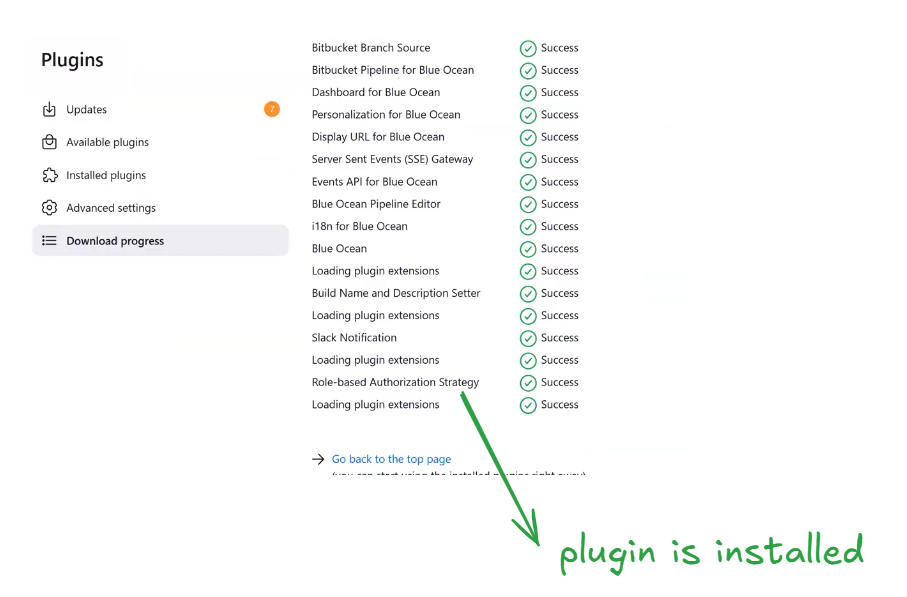 Plugins
Updates 7
Available plugins
Installed plugins
Advanced settings
Download progress
Bitbucket Branch Source Success
Bitbucket Pipeline for Blue Ocean Success
Dashboard for Blue Ocean Success
Personalization for Blue Ocean Success
Display URL for Blue Ocean Success
Server Sent Events (SSE) Gateway Success
Events API for Blue Ocean Success
Blue Ocean Pipeline Editor Success
i18n for Blue Ocean Success
Blue Ocean Success
Loading plugin extensions Success
Build Name and Description Setter Success
Loading plugin extensions Success
Slack Notification Success
Loading plugin extensions Success
Role-based Authorization Strategy Success
Loading plugin extensions Success
Go back to the top page
(you can start using the installed plugins right away)
plugin is installed